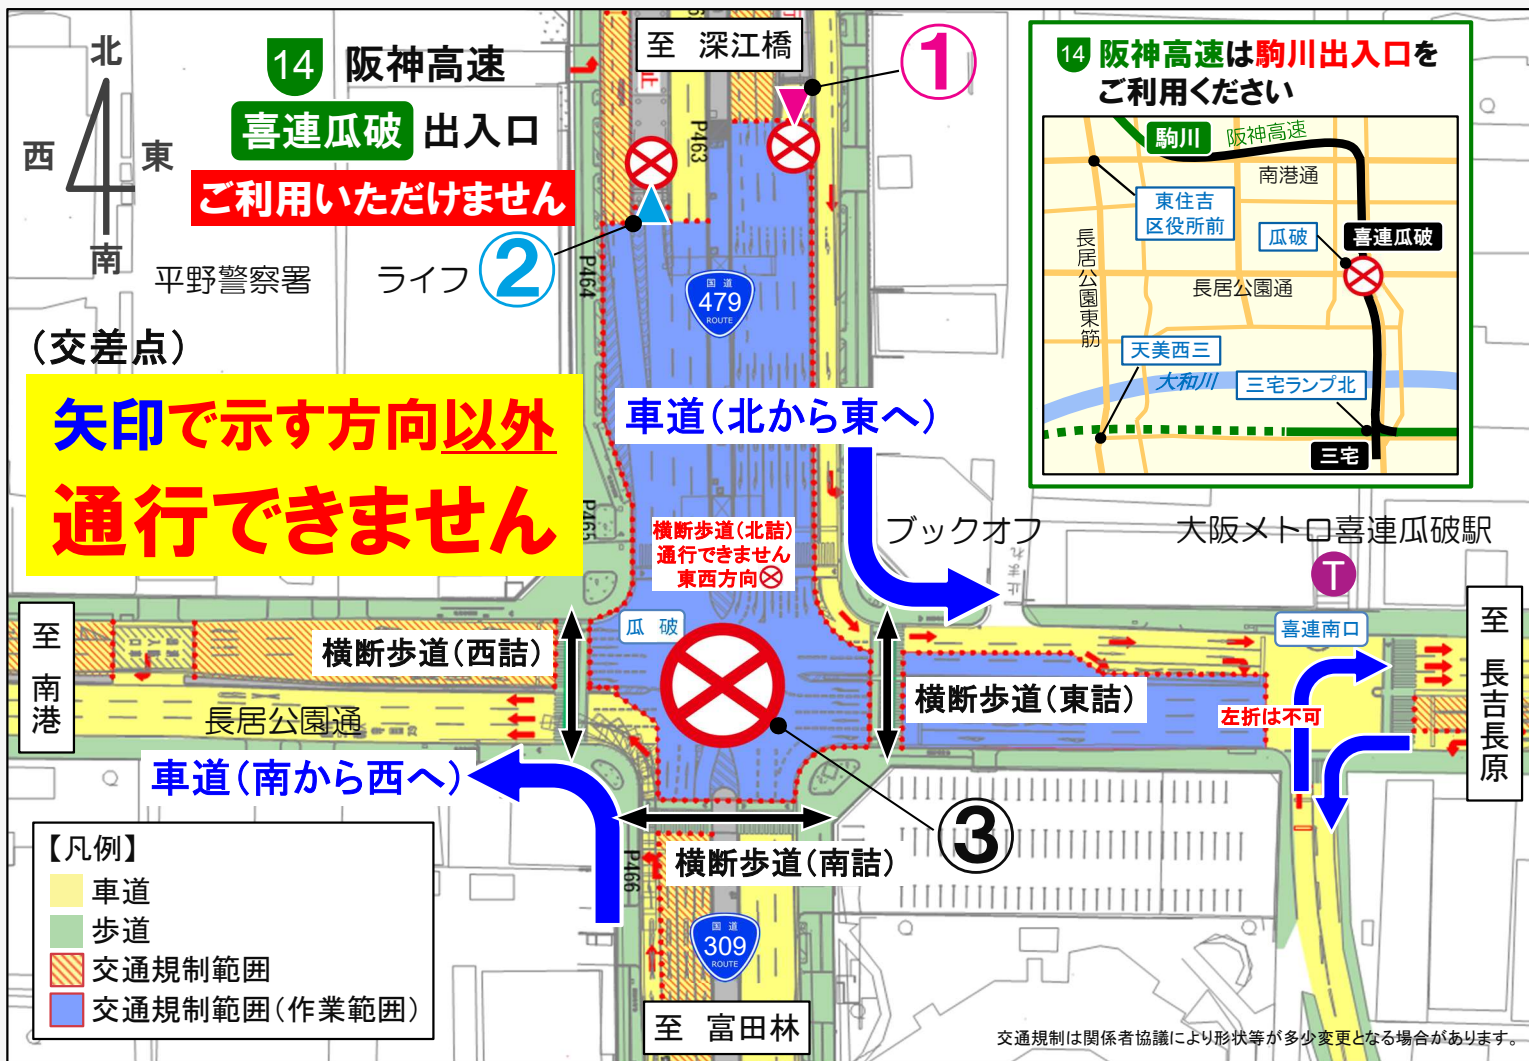 北
西
東
南
14 阪神高速
喜連瓜破 出入口
ご利用いただけません
至 深江橋
①
②
平野警察署
ライフ
P463
P464
P465
P466
国道
479
ROUTE
(交差点)
矢印で示す方向以外
通行できません
車道(北から東へ)
14 阪神高速は駒川出入口を
ご利用ください
駒川
阪神高速
南港通
東住吉
区役所前
瓜破
喜連瓜破
長居公園東筋
長居公園通
天美西三
大和川
三宅ランプ北
三宅
横断歩道(北詰)
通行できません
東西方向
ブックオフ
止まれ
大阪メトロ喜連瓜破駅
T
喜連南口
至 南港
瓜破
横断歩道(西詰)
横断歩道(東詰)
至 長吉長原
長居公園通
左折は不可
車道(南から西へ)
③
横断歩道(南詰)
【凡例】
車道
歩道
交通規制範囲
交通規制範囲(作業範囲)
国道
309
ROUTE
至 富田林
交通規制は関係者協議により形状等が多少変更となる場合があります。